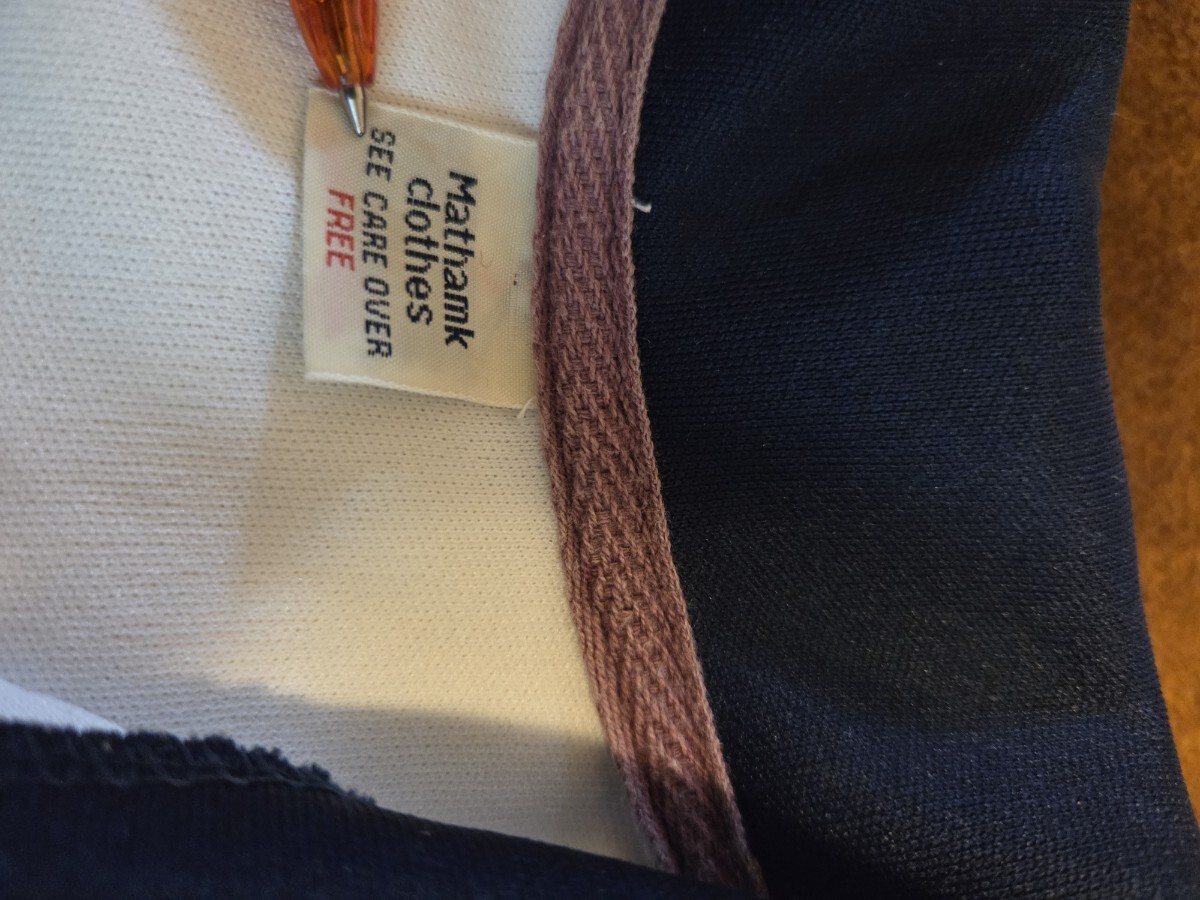 Mathamk
clothes
SEE CARE OVER
FREE